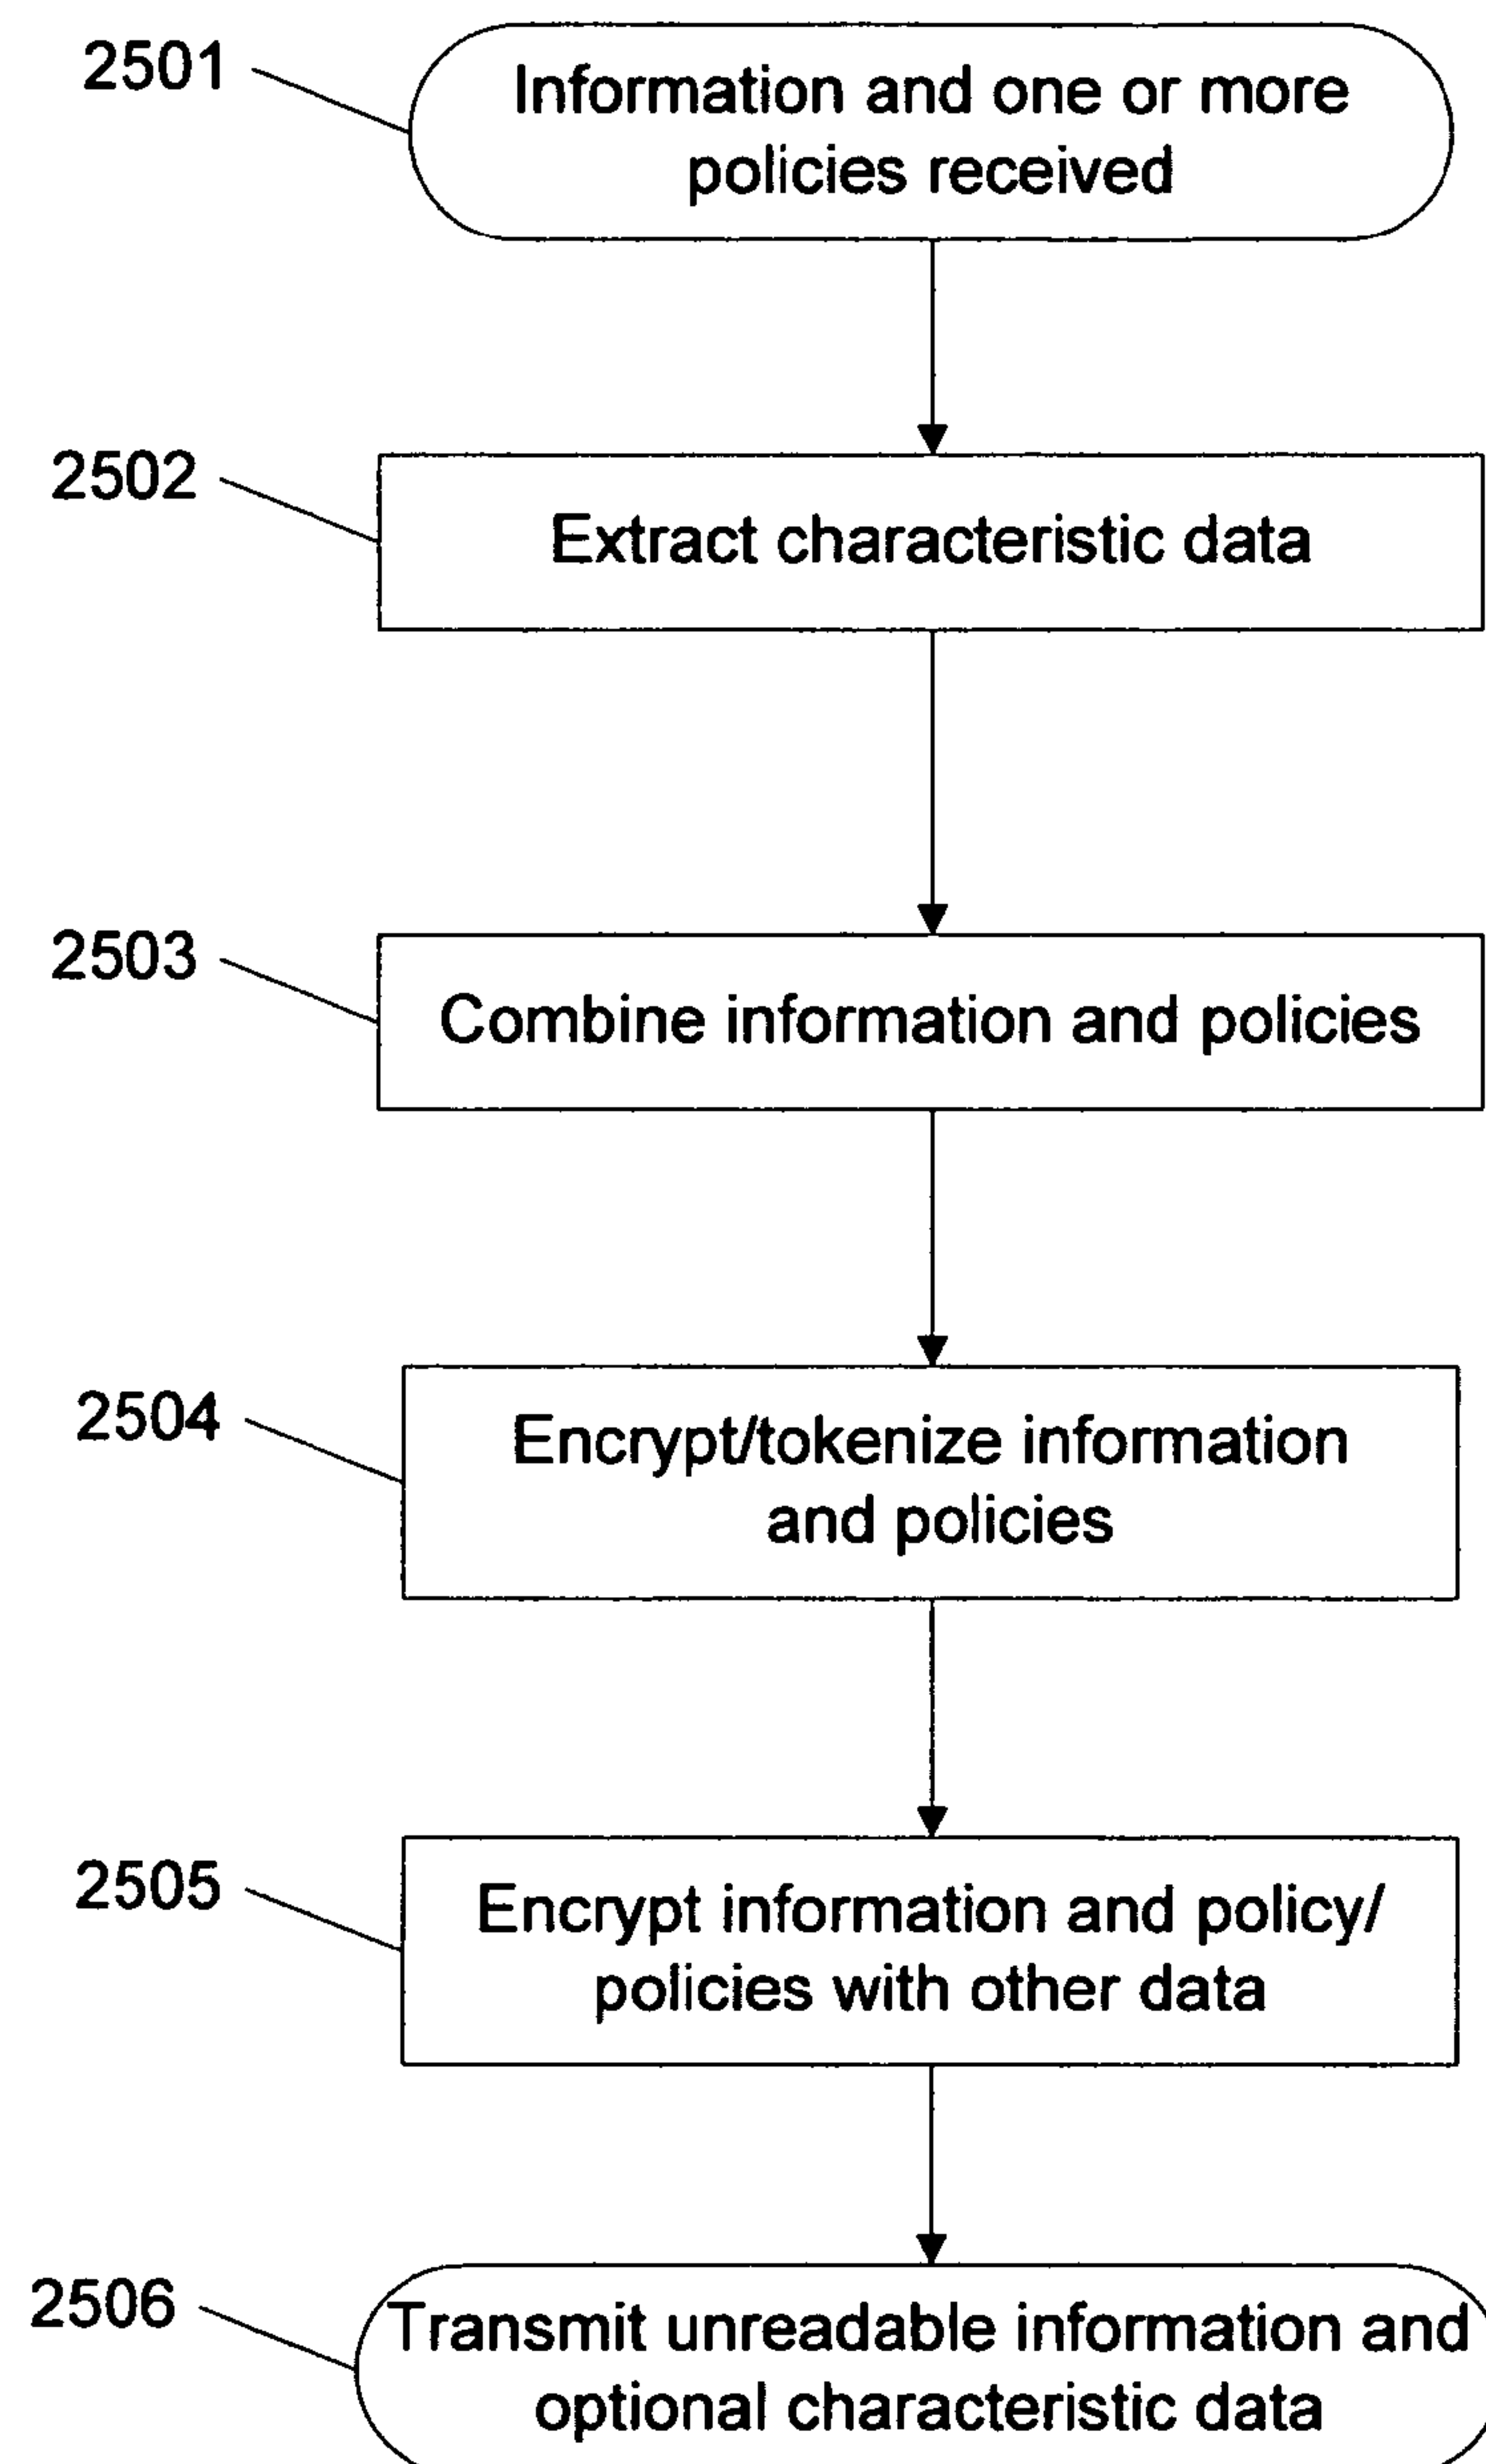 2501
Information and one or more
policies received
2502
Extract characteristic data
2503
Combine information and policies
2504
Encrypt/tokenize information
and policies
2505
Encrypt information and policy/
policies with other data
2506
Transmit unreadable information and
optional characteristic data